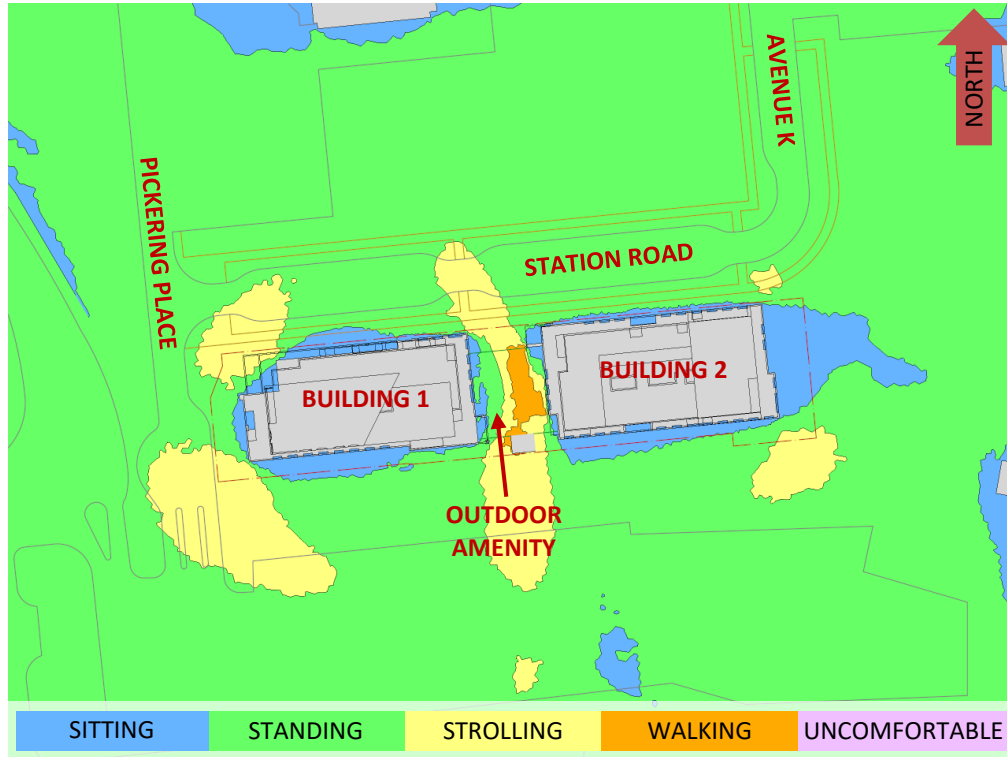 AVENUE K
NORTH
PICKERING PLACE
STATION ROAD
BUILDING 1
BUILDING 2
OUTDOOR
AMENITY
SITTING
STANDING
STROLLING
WALKING
UNCOMFORTABLE